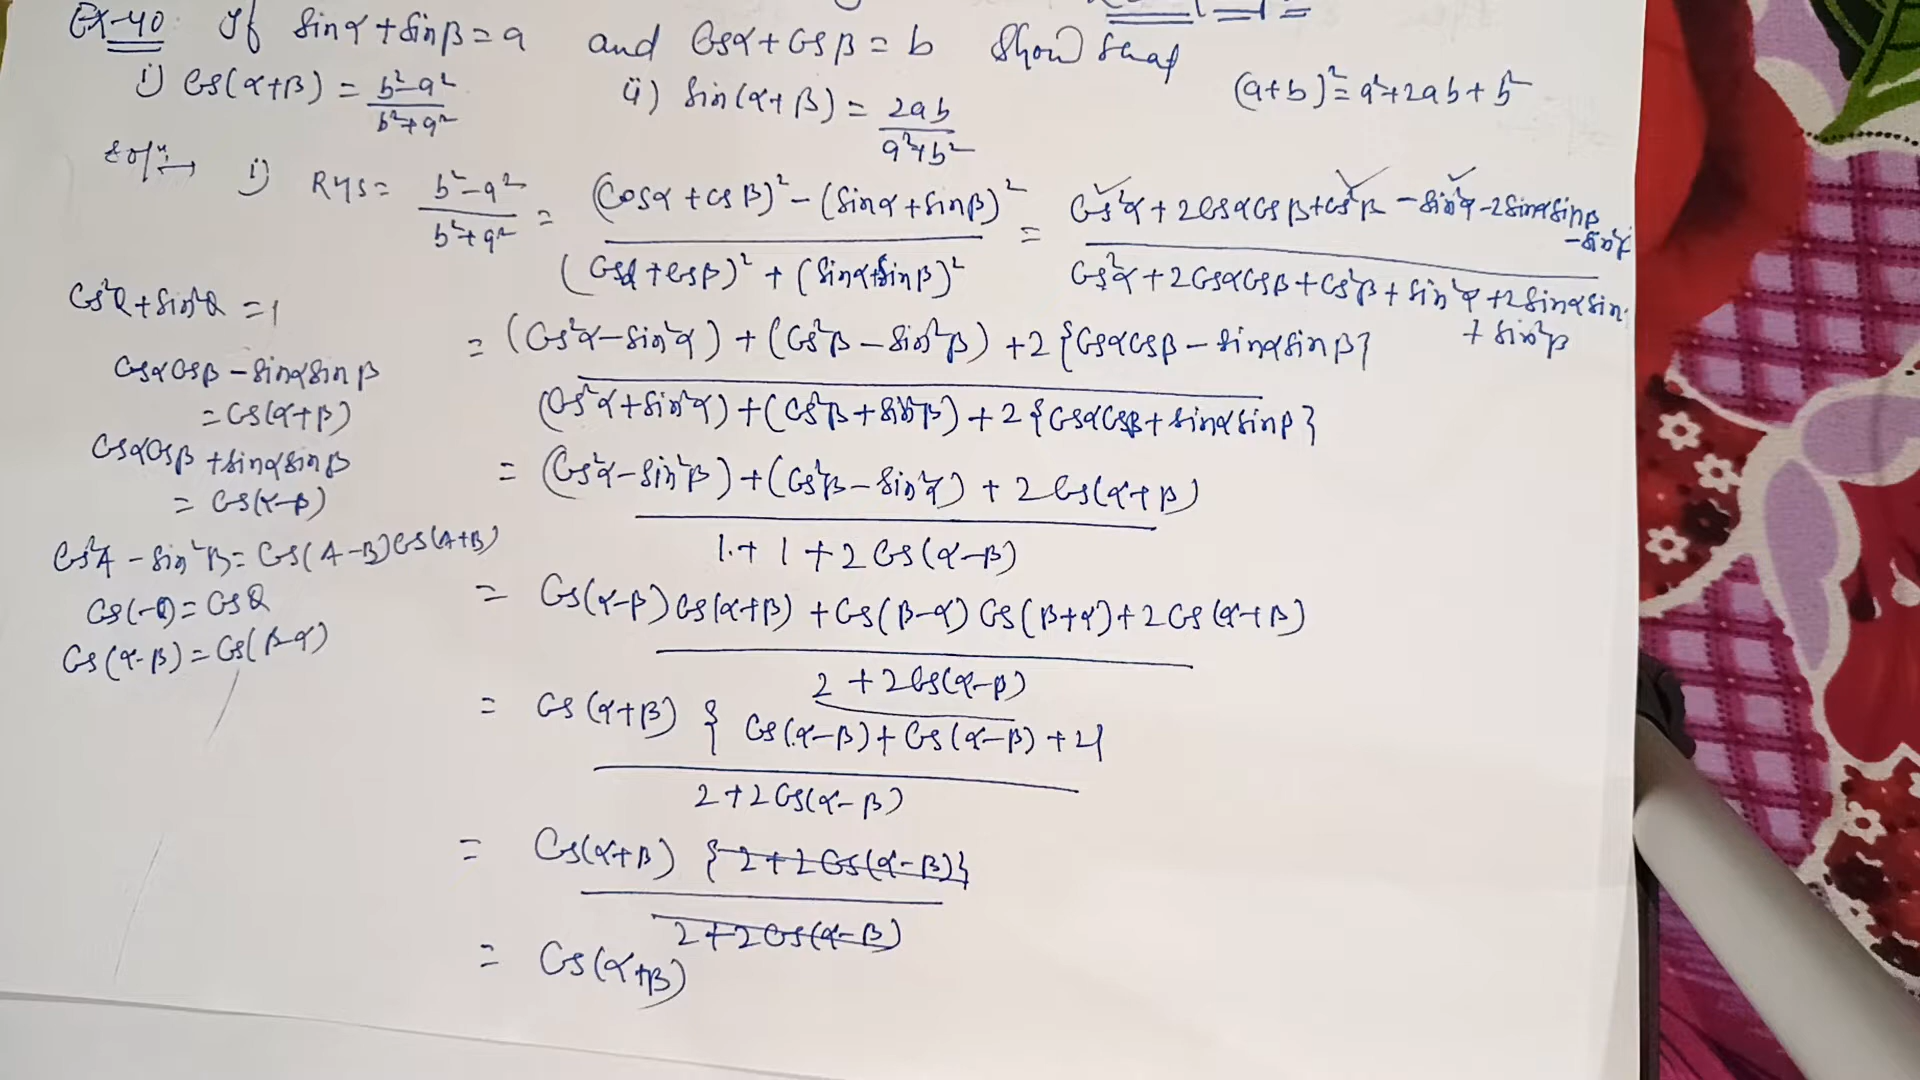 Ex-40 If sinα + sinβ = a and Cosα + Cosβ = b Show that
i) Cos(α+β) = b²-a² / b²+a² ii) Sin(α+β) = 2ab / a²+b² (a+b)² = a²+2ab+b²
Solⁿ:→ i) RHS = b²-a² / b²+a² = (Cosα + cosβ)² - (Sinα + Sinβ)² / (Cosα + Cosβ)² + (Sinα + Sinβ)² = Cos²α + 2CosαCosβ + Cos²β - Sin²α - 2SinαSinβ - Sin²β / Cos²α + 2CosαCosβ + Cos²β + Sin²α + 2SinαSin + Sin²β
Cos²Q + Sin²Q = 1
= (Cos²α - Sin²α) + (Cos²β - Sin²β) + 2{CosαCosβ - SinαSinβ} / (Cos²α + Sin²α) + (Cos²β + Sin²β) + 2{CosαCosβ + SinαSinβ}
CosαCosβ - SinαSinβ
= Cos(α+β)
CosαCosβ + SinαSinβ
= Cos(α-β)
= (Cos²α - Sin²β) + (Cos²β - Sin²α) + 2Cos(α+β) / 1 + 1 + 2Cos(α-β)
Cos²A - Sin²B = Cos(A-B)Cos(A+B)
Cos(-Q) = CosQ
Cos(α-β) = Cos(β-α)
= Cos(α-β)Cos(α+β) + Cos(β-α)Cos(β+α) + 2Cos(α+β) / 2 + 2Cos(α-β)
= Cos(α+β) { Cos(α-β) + Cos(α-β) + 2} / 2 + 2Cos(α-β)
= Cos(α+β) {2 + 2Cos(α-β)} / 2 + 2Cos(α-β)
= Cos(α+β)